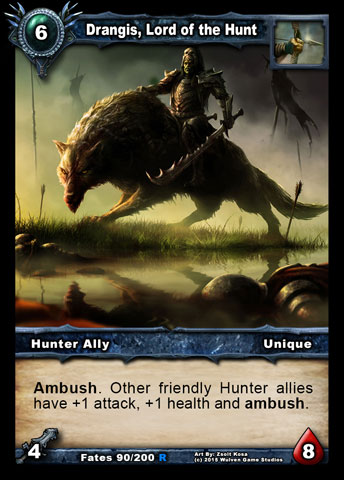 6
Drangis, Lord of the Hunt
Hunter Ally
Unique
Ambush. Other friendly Hunter allies
have +1 attack, +1 health and ambush.
4
Fates 90/200 R
Art By: Zsolt Kosa
(c) 2015 Wulven Game Studios
8